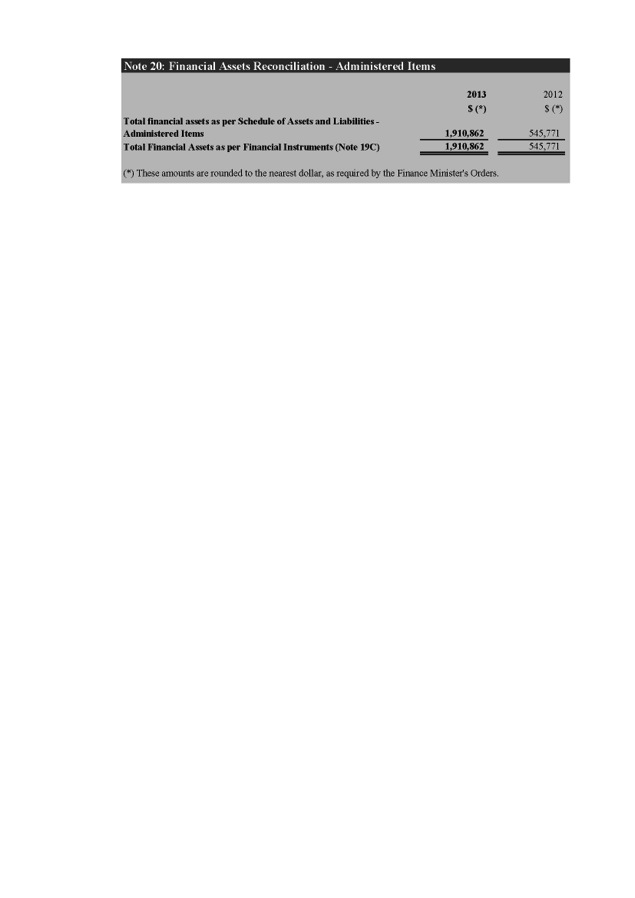 Note 20: Financial Assets Reconciliation - Administered Items
2013 2012
$ (*) $ (*)
Total financial assets as per Schedule of Assets and Liabilities -
Administered Items 1,910,862 545,771
Total Financial Assets as per Financial Instruments (Note 19C) 1,910,862 545,771
(*) These amounts are rounded to the nearest dollar, as required by the Finance Minister's Orders.